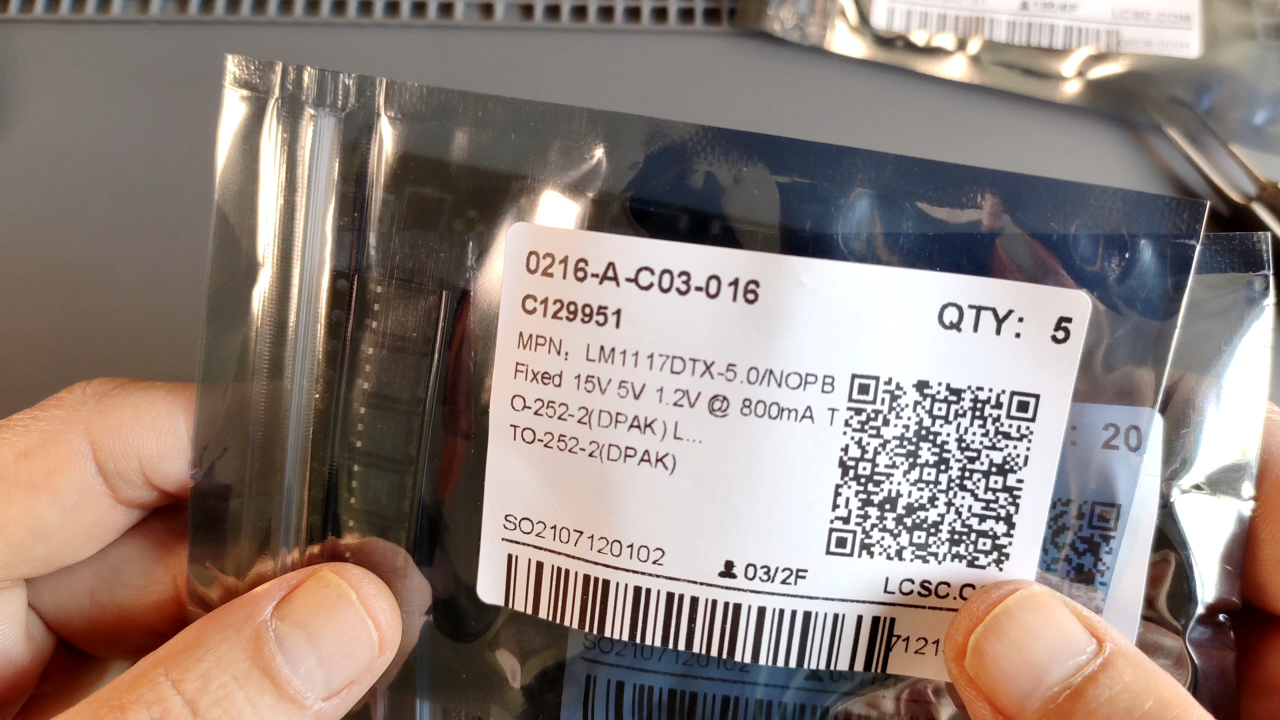 LCSC.COM
0216-A-C03-016
C129951
QTY: 5
MPN：LM1117DTX-5.0/NOPB
Fixed 15V 5V 1.2V @ 800mA T
O-252-2(DPAK) L...
TO-252-2(DPAK)
: 20
SO2107120102
03/2F
LCSC.C
SO2107120102